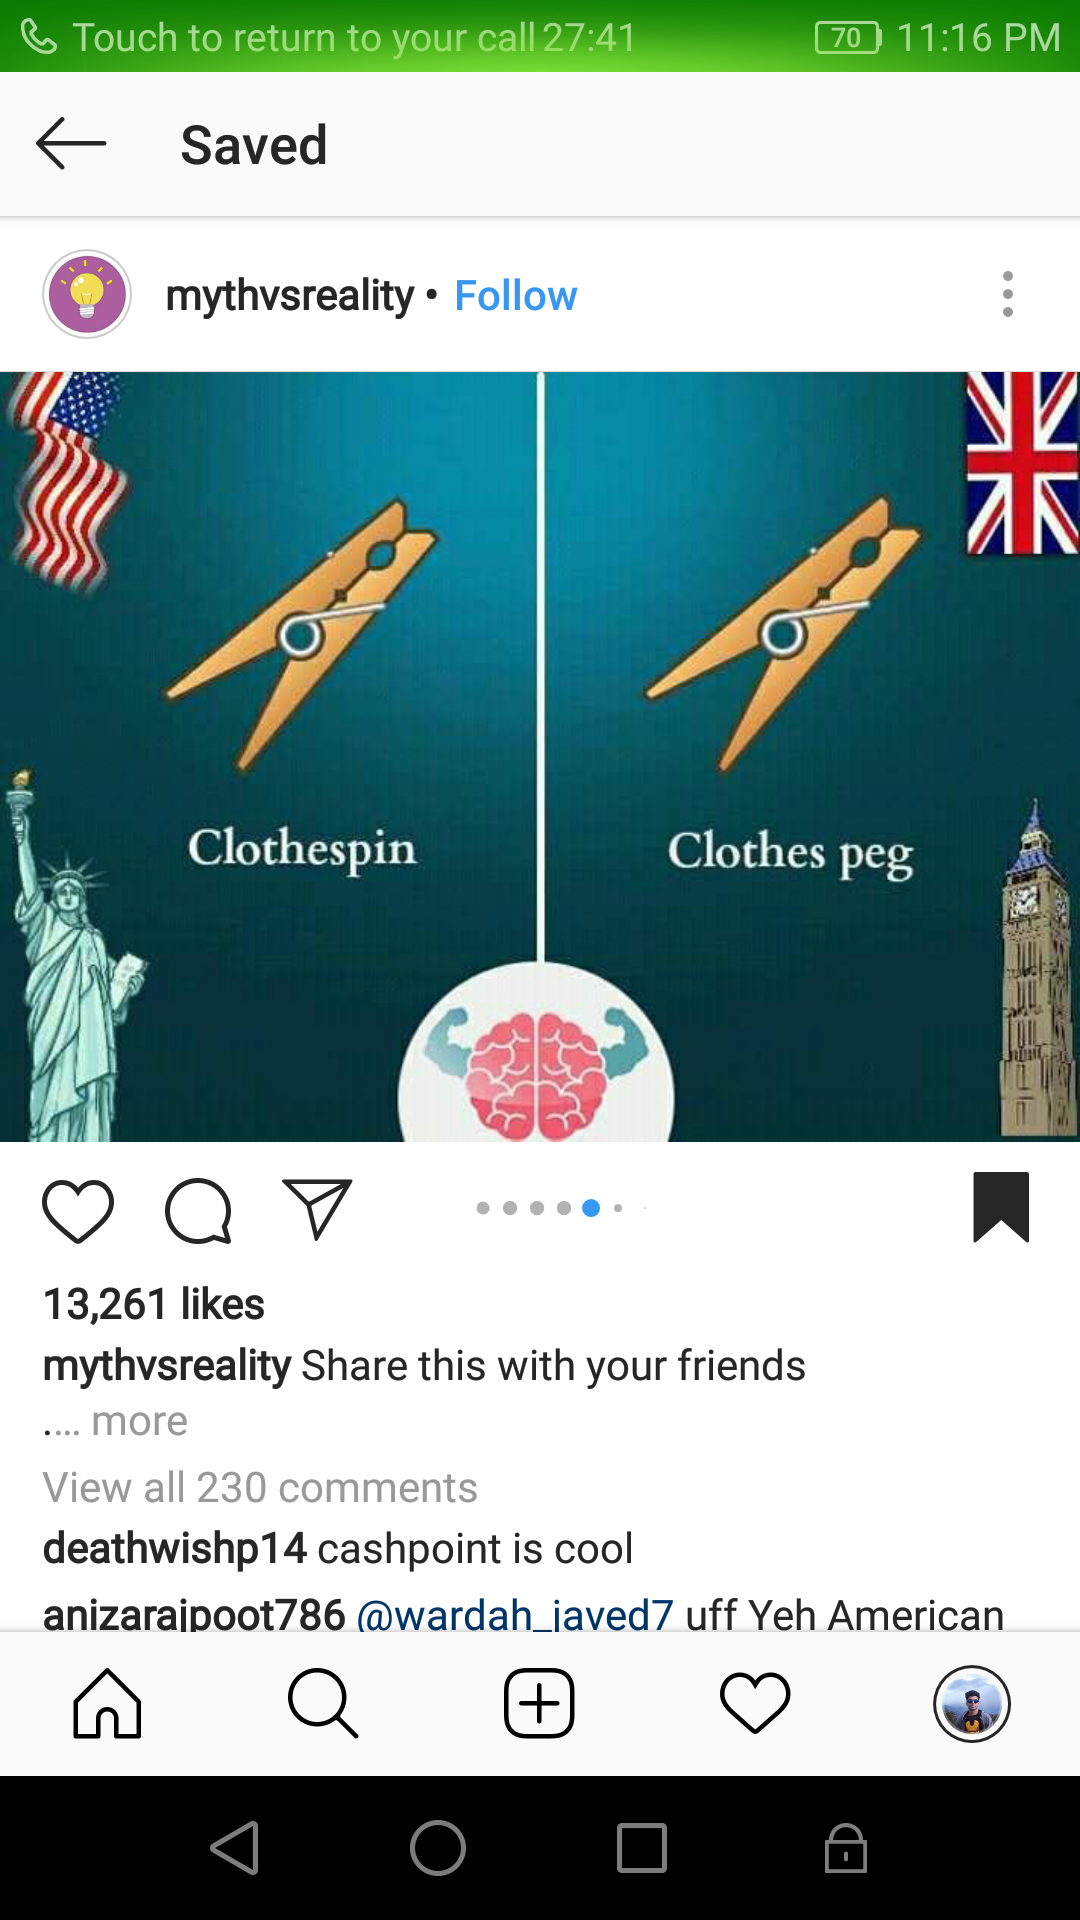 Touch to return to your call 27:41 70 11:16 PM
Saved
mythvsreality • Follow
Clothespin
Clothes peg
13,261 likes
mythvsreality Share this with your friends
.... more
View all 230 comments
deathwishp14 cashpoint is cool
anizarajpoot786 @wardah_javed7 uff Yeh American